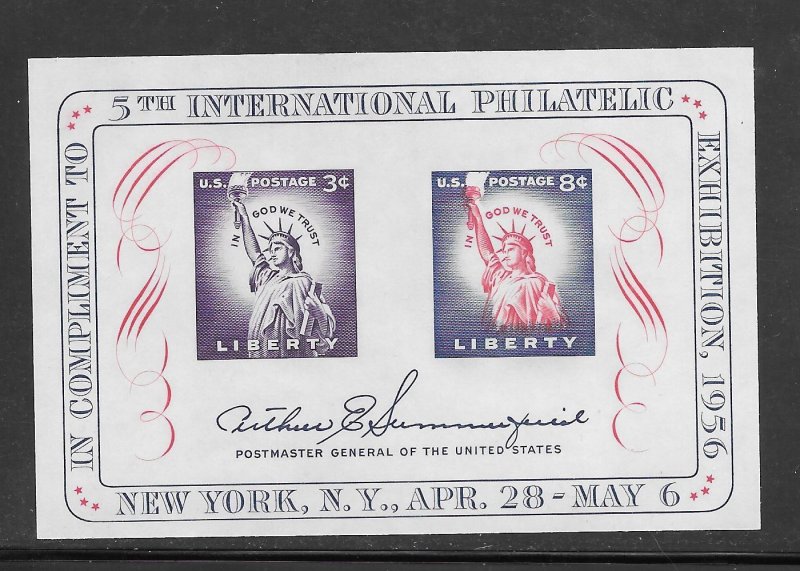 IN COMPLIMENT TO
5TH INTERNATIONAL PHILATELIC
EXHIBITION, 1956
U.S. POSTAGE 3¢
IN GOD WE TRUST
LIBERTY
U.S. POSTAGE 8¢
IN GOD WE TRUST
LIBERTY
Arthur E Summerfield
POSTMASTER GENERAL OF THE UNITED STATES
NEW YORK, N.Y., APR. 28 - MAY 6